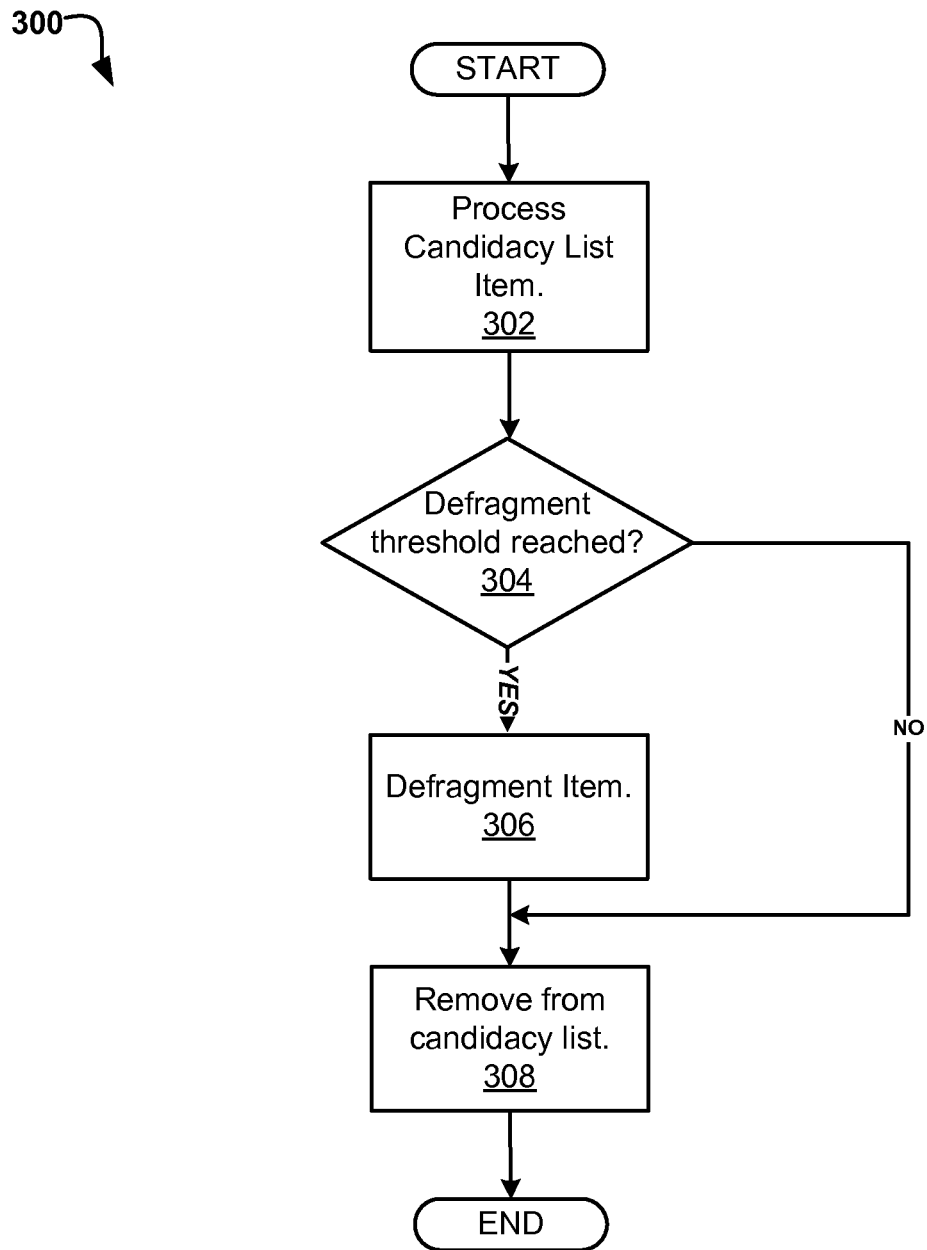 300
START
Process
Candidacy List
Item.
302
Defragment
threshold reached?
304
YES
NO
Defragment Item.
306
Remove from
candidacy list.
308
END